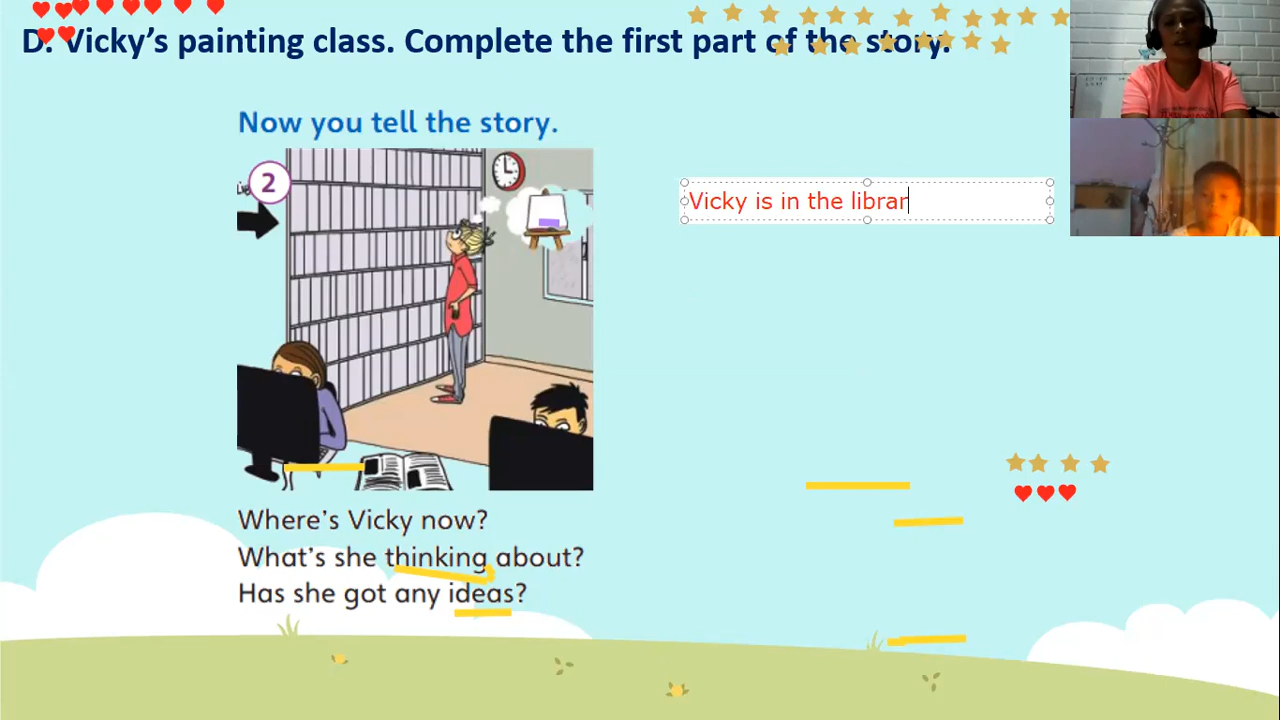 D. Vicky's painting class. Complete the first part of the story.
Now you tell the story.
2
Vicky is in the librar
Where's Vicky now?
What's she thinking about?
Has she got any ideas?